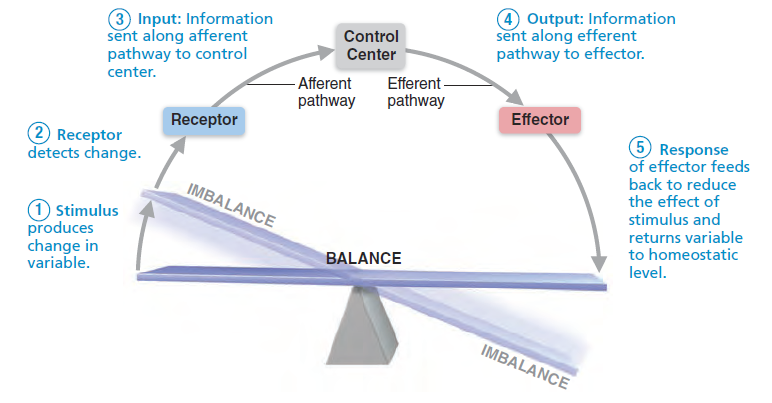 3 Input: Information
sent along afferent
pathway to control
center.
Control
Center
4 Output: Information
sent along efferent
pathway to effector.
Afferent
pathway
Efferent
pathway
Receptor
Effector
2 Receptor
detects change.
5 Response
of effector feeds
back to reduce
the effect of
stimulus and
returns variable
to homeostatic
level.
1 Stimulus
produces
change in
variable.
IMBALANCE
BALANCE
IMBALANCE